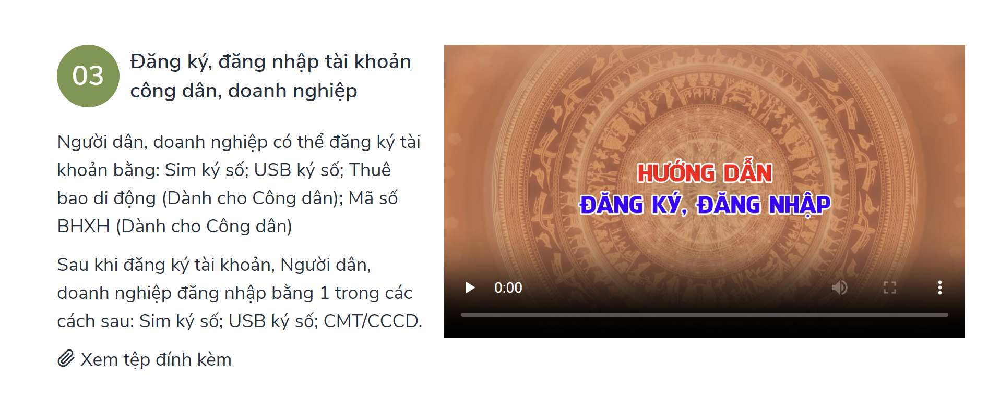 03
Đăng ký, đăng nhập tài khoản
công dân, doanh nghiệp
Người dân, doanh nghiệp có thể đăng ký tài
khoản bằng: Sim ký số; USB ký số; Thuê
bao di động (Dành cho Công dân); Mã số
BHXH (Dành cho Công dân)
Sau khi đăng ký tài khoản, Người dân,
doanh nghiệp đăng nhập bằng 1 trong các
cách sau: Sim ký số; USB ký số; CMT/CCCD.
Xem tệp đính kèm
HƯỚNG DẪN
ĐĂNG KÝ, ĐĂNG NHẬP
0:00